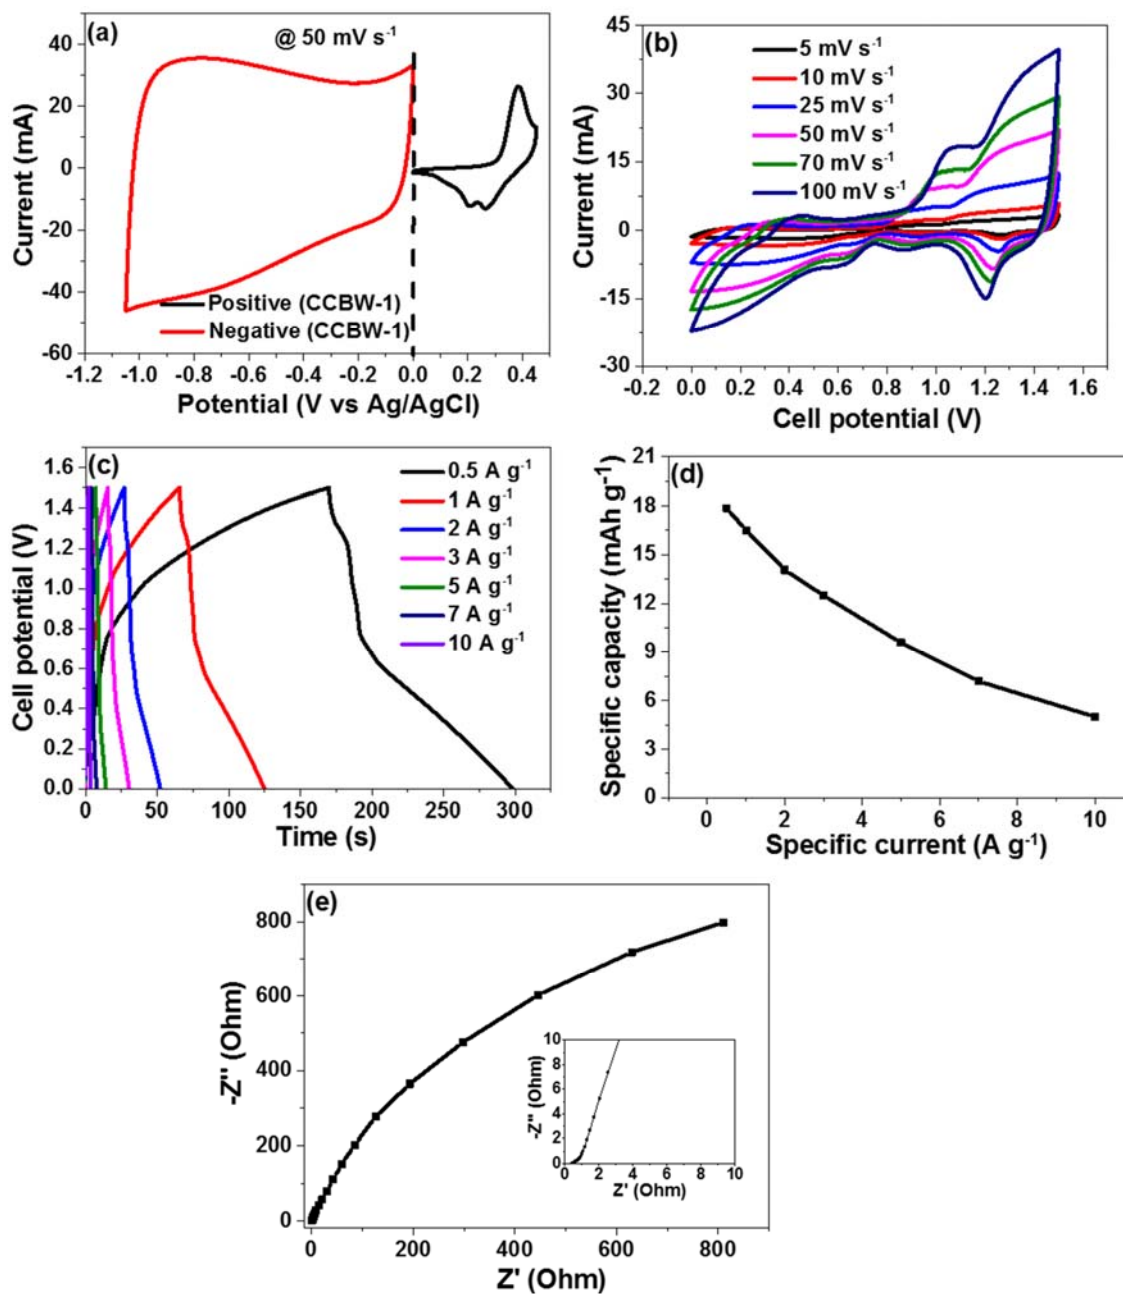 (a)
@ 50 mV s⁻¹
Current (mA)
60
40
20
0
-20
-40
-60
Positive (CCBW-1)
Negative (CCBW-1)
-1.2 -1.0 -0.8 -0.6 -0.4 -0.2 0.0 0.2 0.4
Potential (V vs Ag/AgCl)
(b)
5 mV s⁻¹
10 mV s⁻¹
25 mV s⁻¹
50 mV s⁻¹
70 mV s⁻¹
100 mV s⁻¹
Current (mA)
45
30
15
0
-15
-30
-0.2 0.0 0.2 0.4 0.6 0.8 1.0 1.2 1.4 1.6
Cell potential (V)
(c)
0.5 A g⁻¹
1 A g⁻¹
2 A g⁻¹
3 A g⁻¹
5 A g⁻¹
7 A g⁻¹
10 A g⁻¹
Cell potential (V)
1.6
1.4
1.2
1.0
0.8
0.6
0.4
0.2
0.0
0 50 100 150 200 250 300
Time (s)
(d)
Specific capacity (mAh g⁻¹)
21
18
15
12
9
6
3
0
0 2 4 6 8 10
Specific current (A g⁻¹)
(e)
-Z'' (Ohm)
800
600
400
200
0
0 200 400 600 800
Z' (Ohm)
-Z'' (Ohm)
10
8
6
4
2
0
0 2 4 6 8 10
Z' (Ohm)